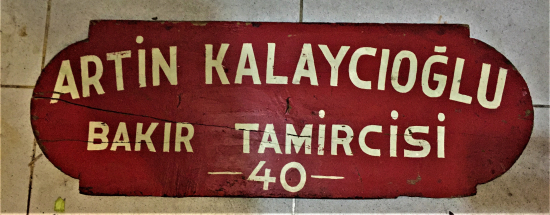 ARTİN KALAYCIOĞLU
BAKIR TAMİRCİSİ
—40—